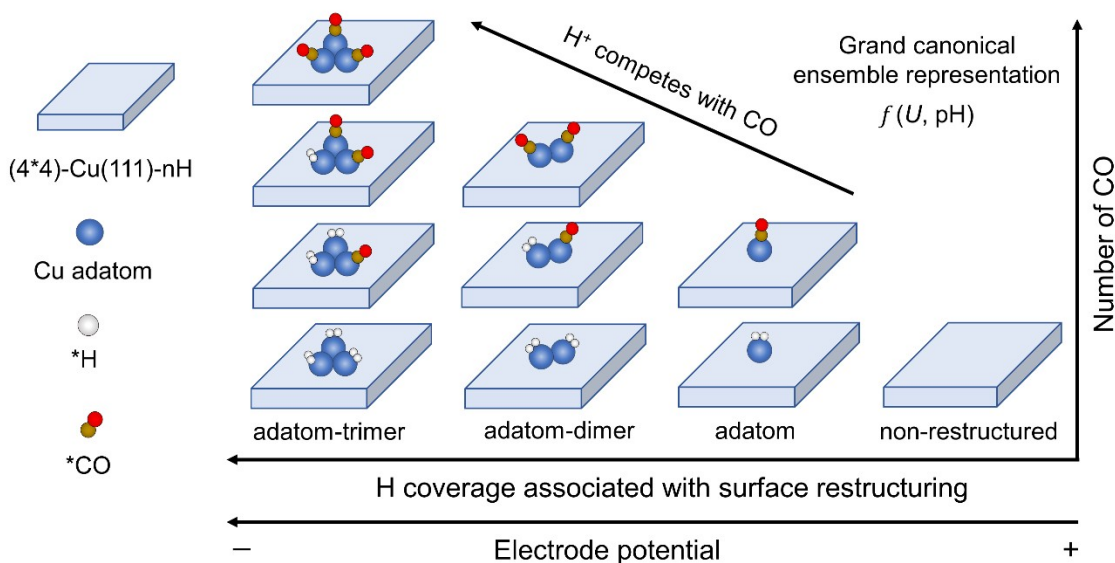 H⁺ competes with CO
Grand canonical
ensemble representation
f (U, pH)
(4*4)-Cu(111)-nH
Cu adatom
*H
*CO
Number of CO
adatom-trimer
adatom-dimer
adatom
non-restructured
H coverage associated with surface restructuring
−
Electrode potential
+